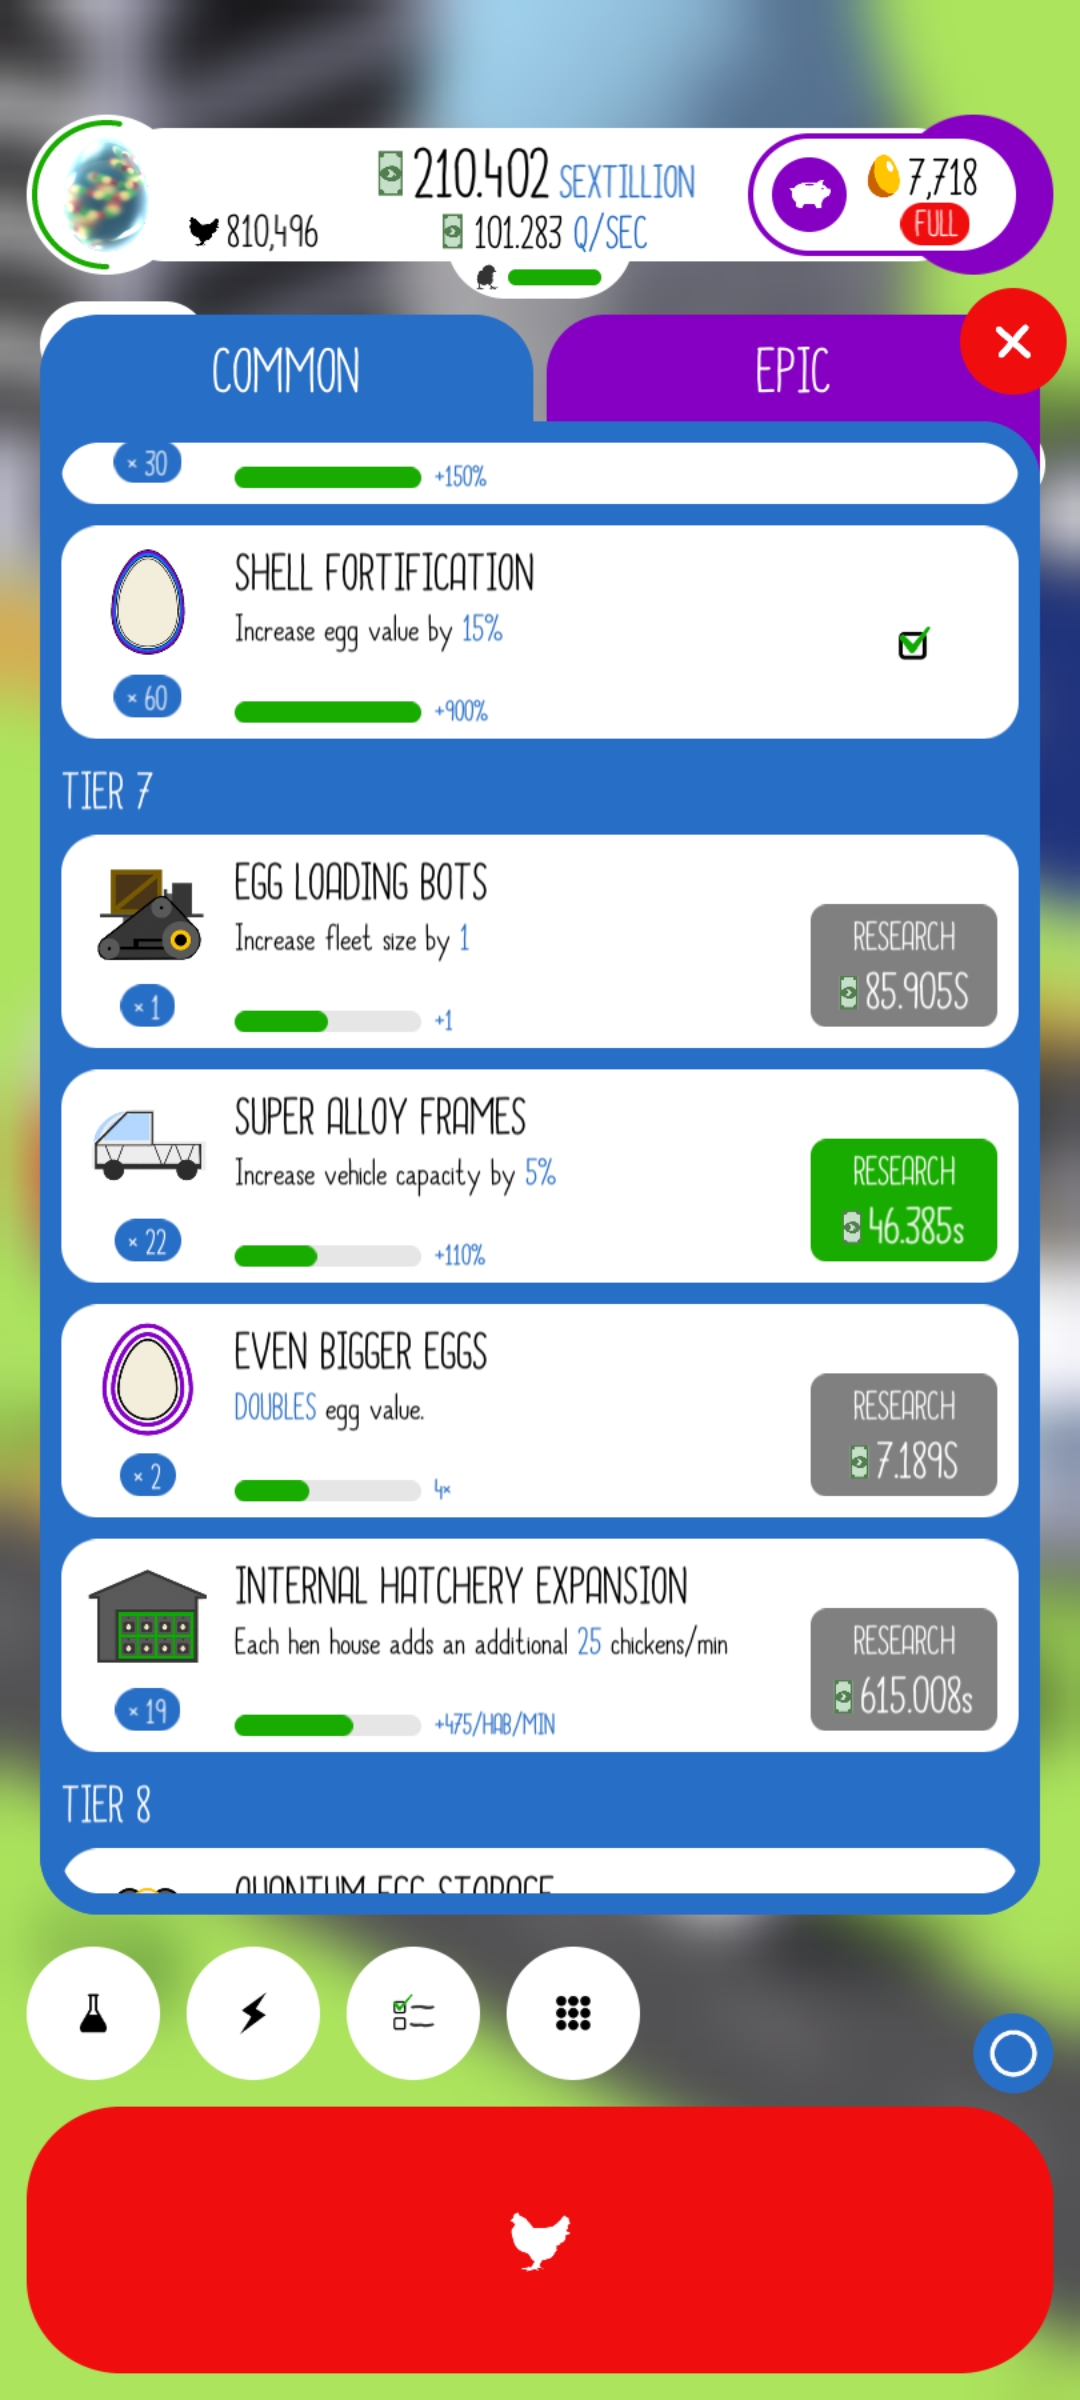 210.402 SEXTILLION
7,718
810,496
101.283 Q/SEC
FULL
COMMON
EPIC
× 30
+150%
SHELL FORTIFICATION
Increase egg value by 15%
× 60
+900%
TIER 7
EGG LOADING BOTS
Increase fleet size by 1
RESEARCH
85.905S
× 1
+1
SUPER ALLOY FRAMES
Increase vehicle capacity by 5%
RESEARCH
46.385s
× 22
+110%
EVEN BIGGER EGGS
DOUBLES egg value.
RESEARCH
7.189S
× 2
4×
INTERNAL HATCHERY EXPANSION
Each hen house adds an additional 25 chickens/min
RESEARCH
615.008s
× 19
+475/HAB/MIN
TIER 8
QUANTUM EGG STORAGE